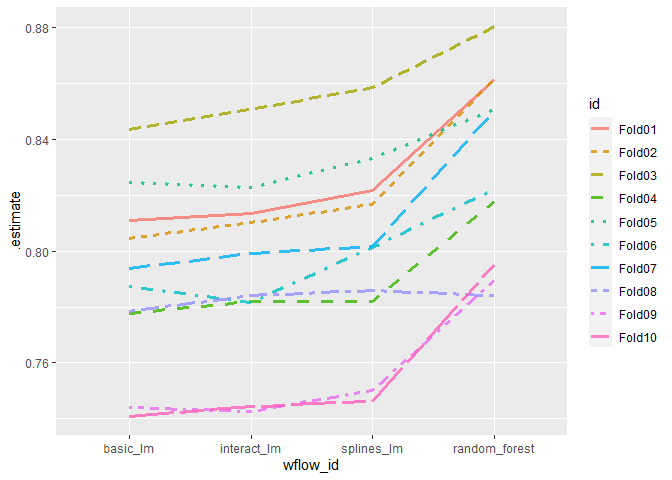 0.88
0.84
0.80
0.76
.estimate
basic_lm
interact_lm
splines_lm
random_forest
wflow_id
id
Fold01
Fold02
Fold03
Fold04
Fold05
Fold06
Fold07
Fold08
Fold09
Fold10